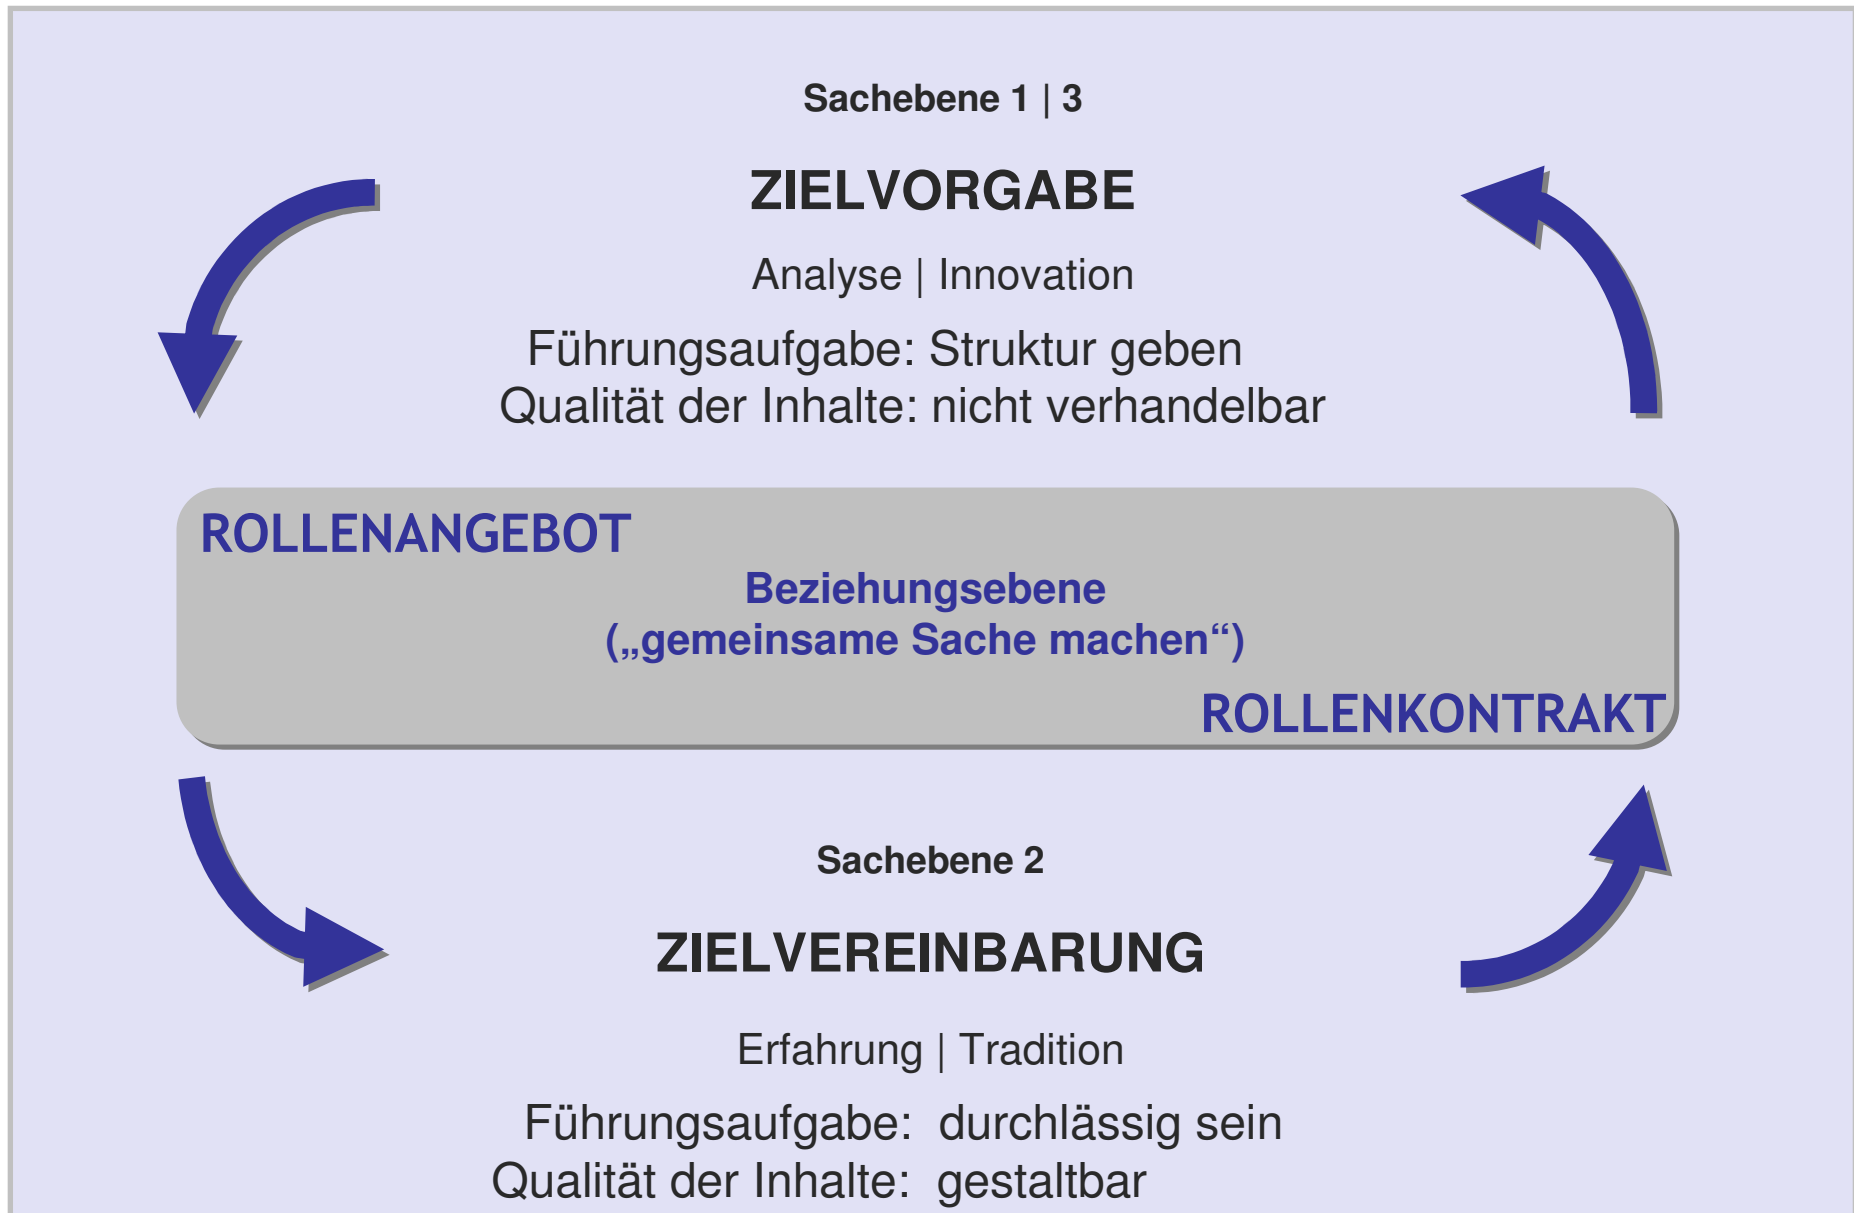 Sachebene 1 | 3
ZIELVORGABE
Analyse | Innovation
Führungsaufgabe: Struktur geben
Qualität der Inhalte: nicht verhandelbar
ROLLENANGEBOT
Beziehungsebene
(„gemeinsame Sache machen“)
ROLLENKONTRAKT
Sachebene 2
ZIELVEREINBARUNG
Erfahrung | Tradition
Führungsaufgabe: durchlässig sein
Qualität der Inhalte: gestaltbar